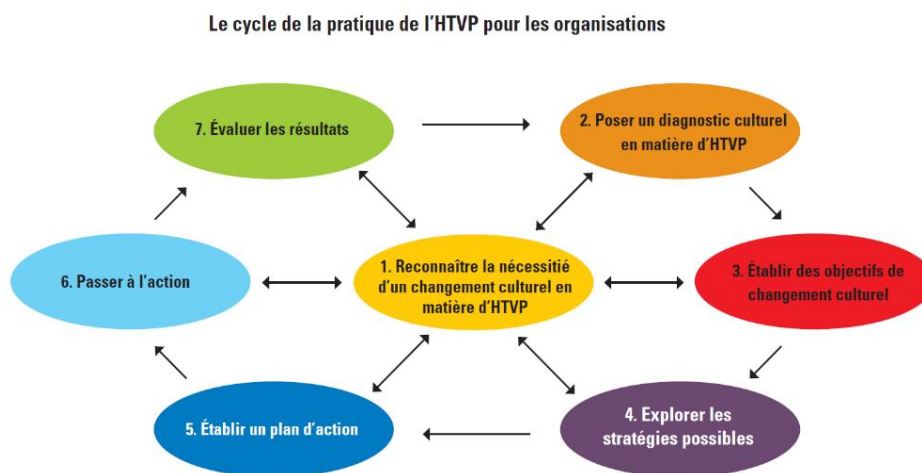 Le cycle de la pratique de l'HTVP pour les organisations
1. Reconnaître la nécessitié
d'un changement culturel en
matière d'HTVP
2. Poser un diagnostic culturel
en matière d'HTVP
3. Établir des objectifs de
changement culturel
4. Explorer les
stratégies possibles
5. Établir un plan d'action
6. Passer à l'action
7. Évaluer les résultats